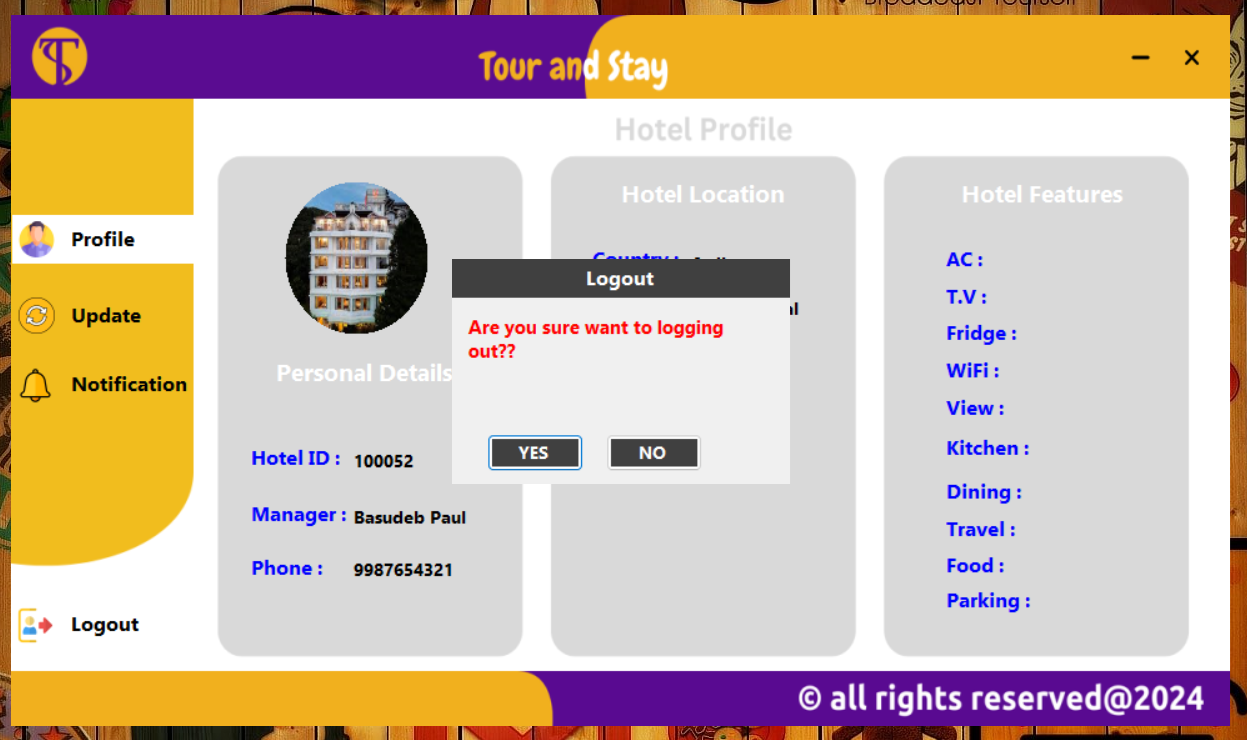 Tour and Stay
Hotel Profile
Profile
Update
Notification
Logout
Personal Details
Hotel ID : 100052
Manager : Basudeb Paul
Phone : 9987654321
Hotel Location
Country :
Logout
Are you sure want to logging
out??
YES NO
Hotel Features
AC :
T.V :
Fridge :
WiFi :
View :
Kitchen :
Dining :
Travel :
Food :
Parking :
© all rights reserved@2024